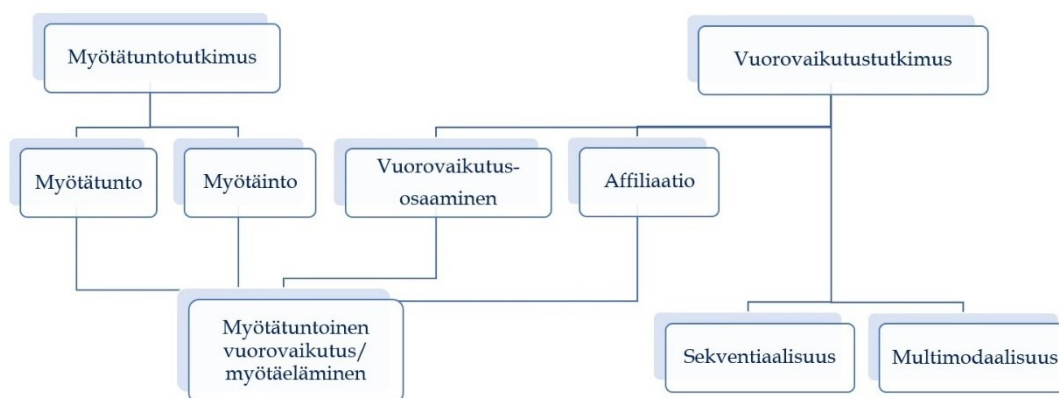 Myötätuntotutkimus
Vuorovaikutustutkimus
Myötätunto
Myötäinto
Vuorovaikutus-
osaaminen
Affiliaatio
Myötätuntoinen
vuorovaikutus/
myötäeläminen
Sekventiaalisuus
Multimodaalisuus